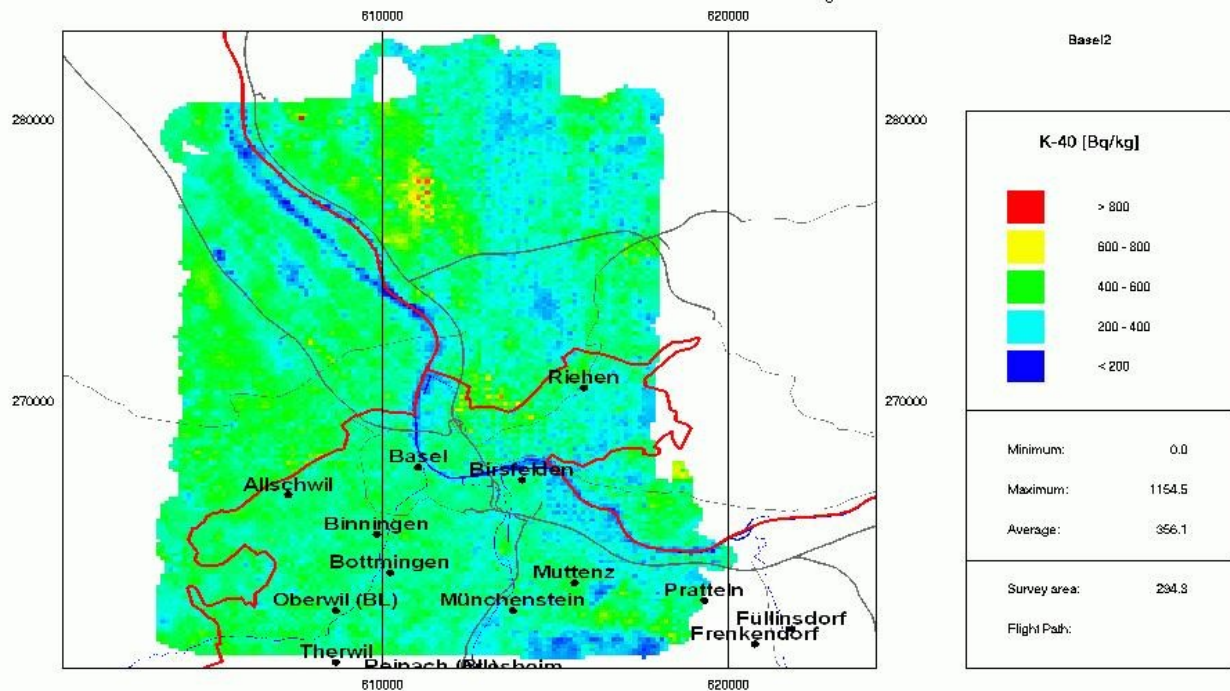 610000 620000
Basel2
280000 280000
K-40 [Bq/kg]
> 800
600 - 800
400 - 600
200 - 400
< 200
Riehen
270000 270000
Minimum: 0.0
Basel
Birsfelden
Allschwil
Maximum: 1154.5
Binningen
Average: 356.1
Bottmingen
Muttenz
Survey area: 294.3
Oberwil (BL) Münchenstein Pratteln
Füllinsdorf
Flight Path:
Frenkendorf
Therwil
Reinach
610000 620000